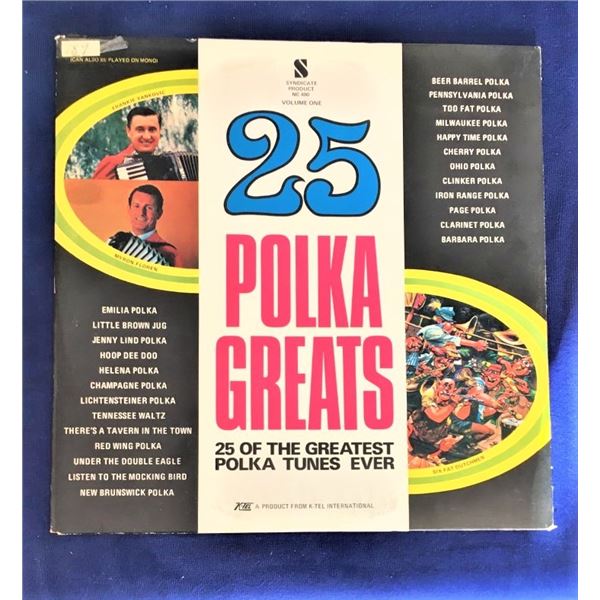 87
(CAN ALSO BE PLAYED ON MONO)
FRANKIE YANKOVIC
MYRON FLOREN
EMILIA POLKA
LITTLE BROWN JUG
JENNY LIND POLKA
HOOP DEE DOO
HELENA POLKA
CHAMPAGNE POLKA
LICHTENSTEINER POLKA
TENNESSEE WALTZ
THERE'S A TAVERN IN THE TOWN
RED WING POLKA
UNDER THE DOUBLE EAGLE
LISTEN TO THE MOCKING BIRD
NEW BRUNSWICK POLKA
S
SYNDICATE
PRODUCT
NC 480
VOLUME ONE
25
POLKA
GREATS
25 OF THE GREATEST
POLKA TUNES EVER
K-TEL A PRODUCT FROM K-TEL INTERNATIONAL
BEER BARREL POLKA
PENNSYLVANIA POLKA
TOO FAT POLKA
MILWAUKEE POLKA
HAPPY TIME POLKA
CHERRY POLKA
OHIO POLKA
CLINKER POLKA
IRON RANGE POLKA
PAGE POLKA
CLARINET POLKA
BARBARA POLKA
SIX FAT DUTCHMEN